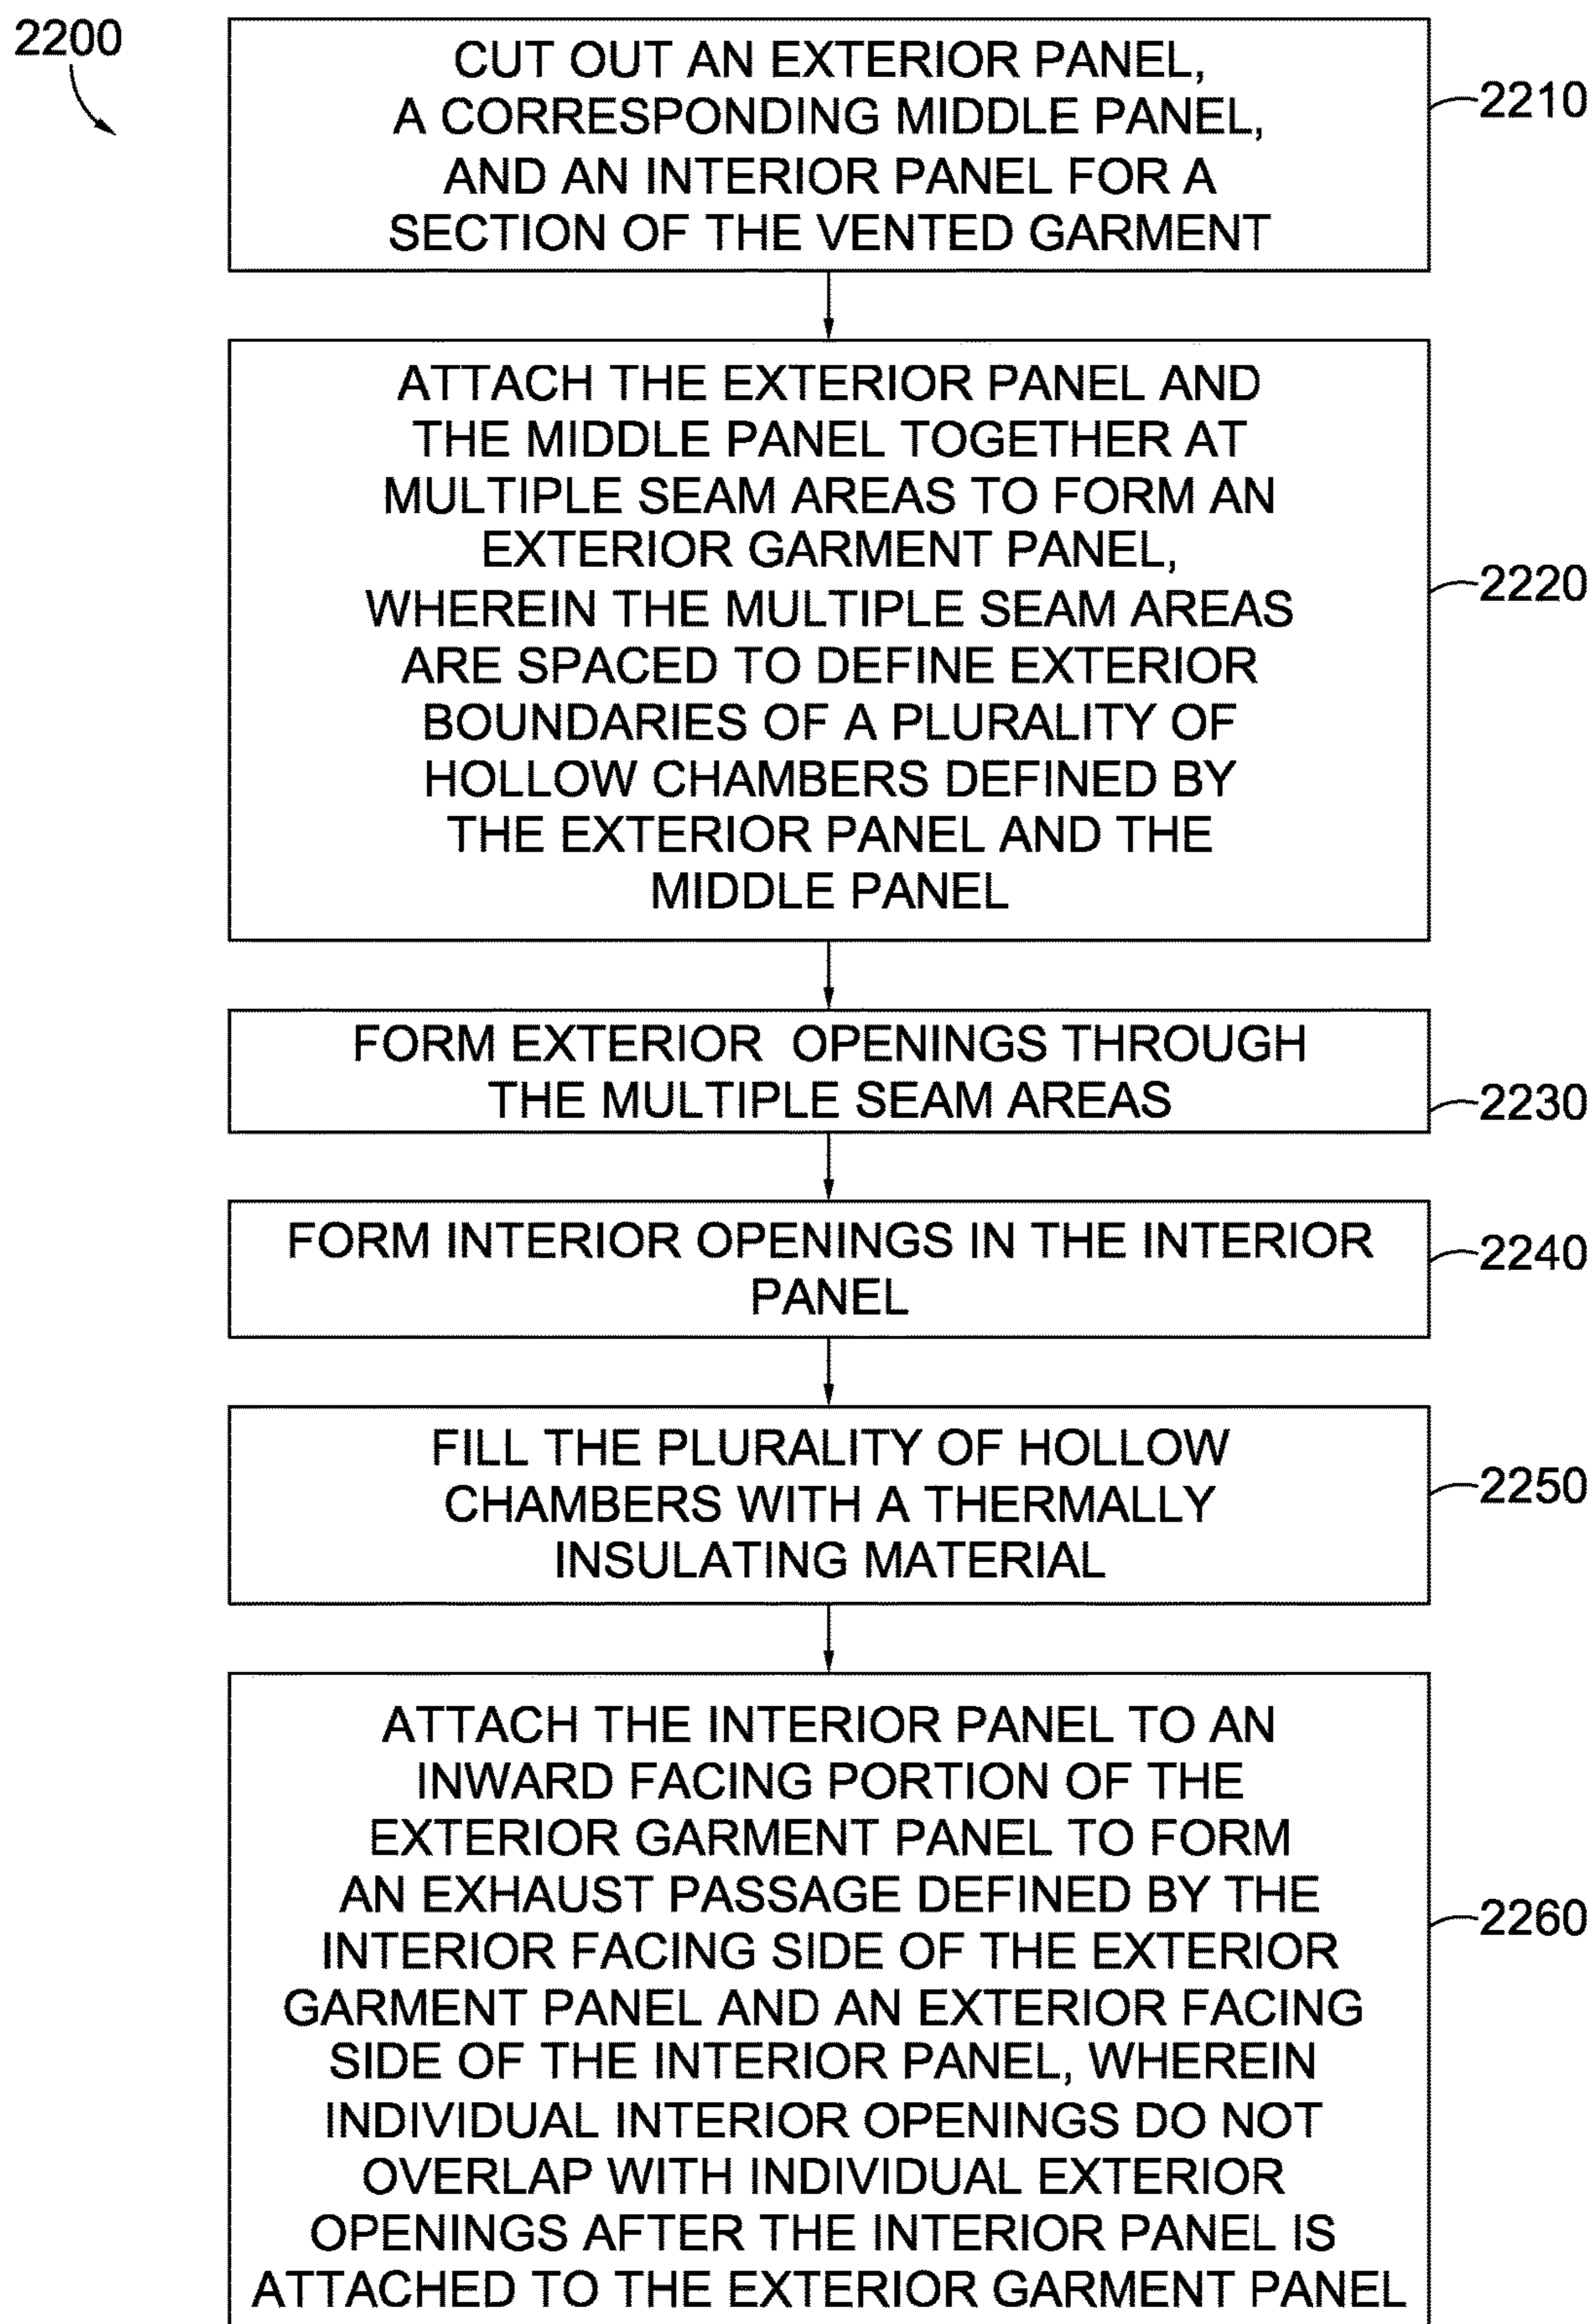 2200
CUT OUT AN EXTERIOR PANEL,
A CORRESPONDING MIDDLE PANEL,
AND AN INTERIOR PANEL FOR A
SECTION OF THE VENTED GARMENT
2210
ATTACH THE EXTERIOR PANEL AND
THE MIDDLE PANEL TOGETHER AT
MULTIPLE SEAM AREAS TO FORM AN
EXTERIOR GARMENT PANEL,
WHEREIN THE MULTIPLE SEAM AREAS
ARE SPACED TO DEFINE EXTERIOR
BOUNDARIES OF A PLURALITY OF
HOLLOW CHAMBERS DEFINED BY
THE EXTERIOR PANEL AND THE
MIDDLE PANEL
2220
FORM EXTERIOR OPENINGS THROUGH
THE MULTIPLE SEAM AREAS
2230
FORM INTERIOR OPENINGS IN THE INTERIOR
PANEL
2240
FILL THE PLURALITY OF HOLLOW
CHAMBERS WITH A THERMALLY
INSULATING MATERIAL
2250
ATTACH THE INTERIOR PANEL TO AN
INWARD FACING PORTION OF THE
EXTERIOR GARMENT PANEL TO FORM
AN EXHAUST PASSAGE DEFINED BY THE
INTERIOR FACING SIDE OF THE EXTERIOR
GARMENT PANEL AND AN EXTERIOR FACING
SIDE OF THE INTERIOR PANEL, WHEREIN
INDIVIDUAL INTERIOR OPENINGS DO NOT
OVERLAP WITH INDIVIDUAL EXTERIOR
OPENINGS AFTER THE INTERIOR PANEL IS
ATTACHED TO THE EXTERIOR GARMENT PANEL
2260